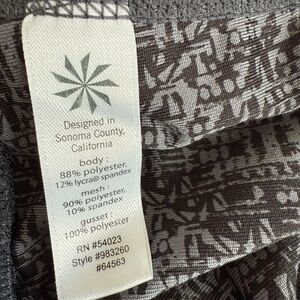 Designed in
Sonoma County,
California
body :
88% polyester,
12% lycra® spandex
mesh :
90% polyester,
10% spandex
gusset :
100% polyester
RN #54023
Style #983260
#64563